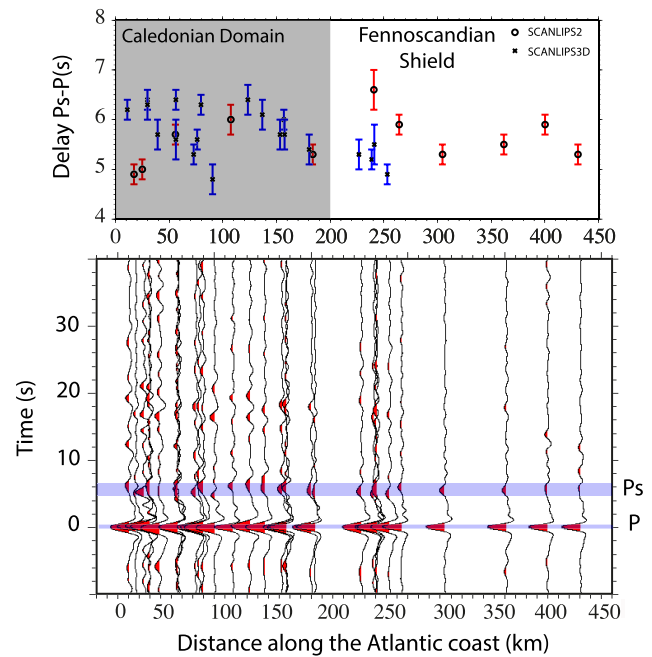 8
7
6
5
4
Delay Ps-P(s)
Caledonian Domain
Fennoscandian
Shield
SCANLIPS2
SCANLIPS3D
0 50 100 150 200 250 300 350 400 450
30
20
10
0
Time (s)
Ps
P
0 50 100 150 200 250 300 350 400 450
Distance along the Atlantic coast (km)